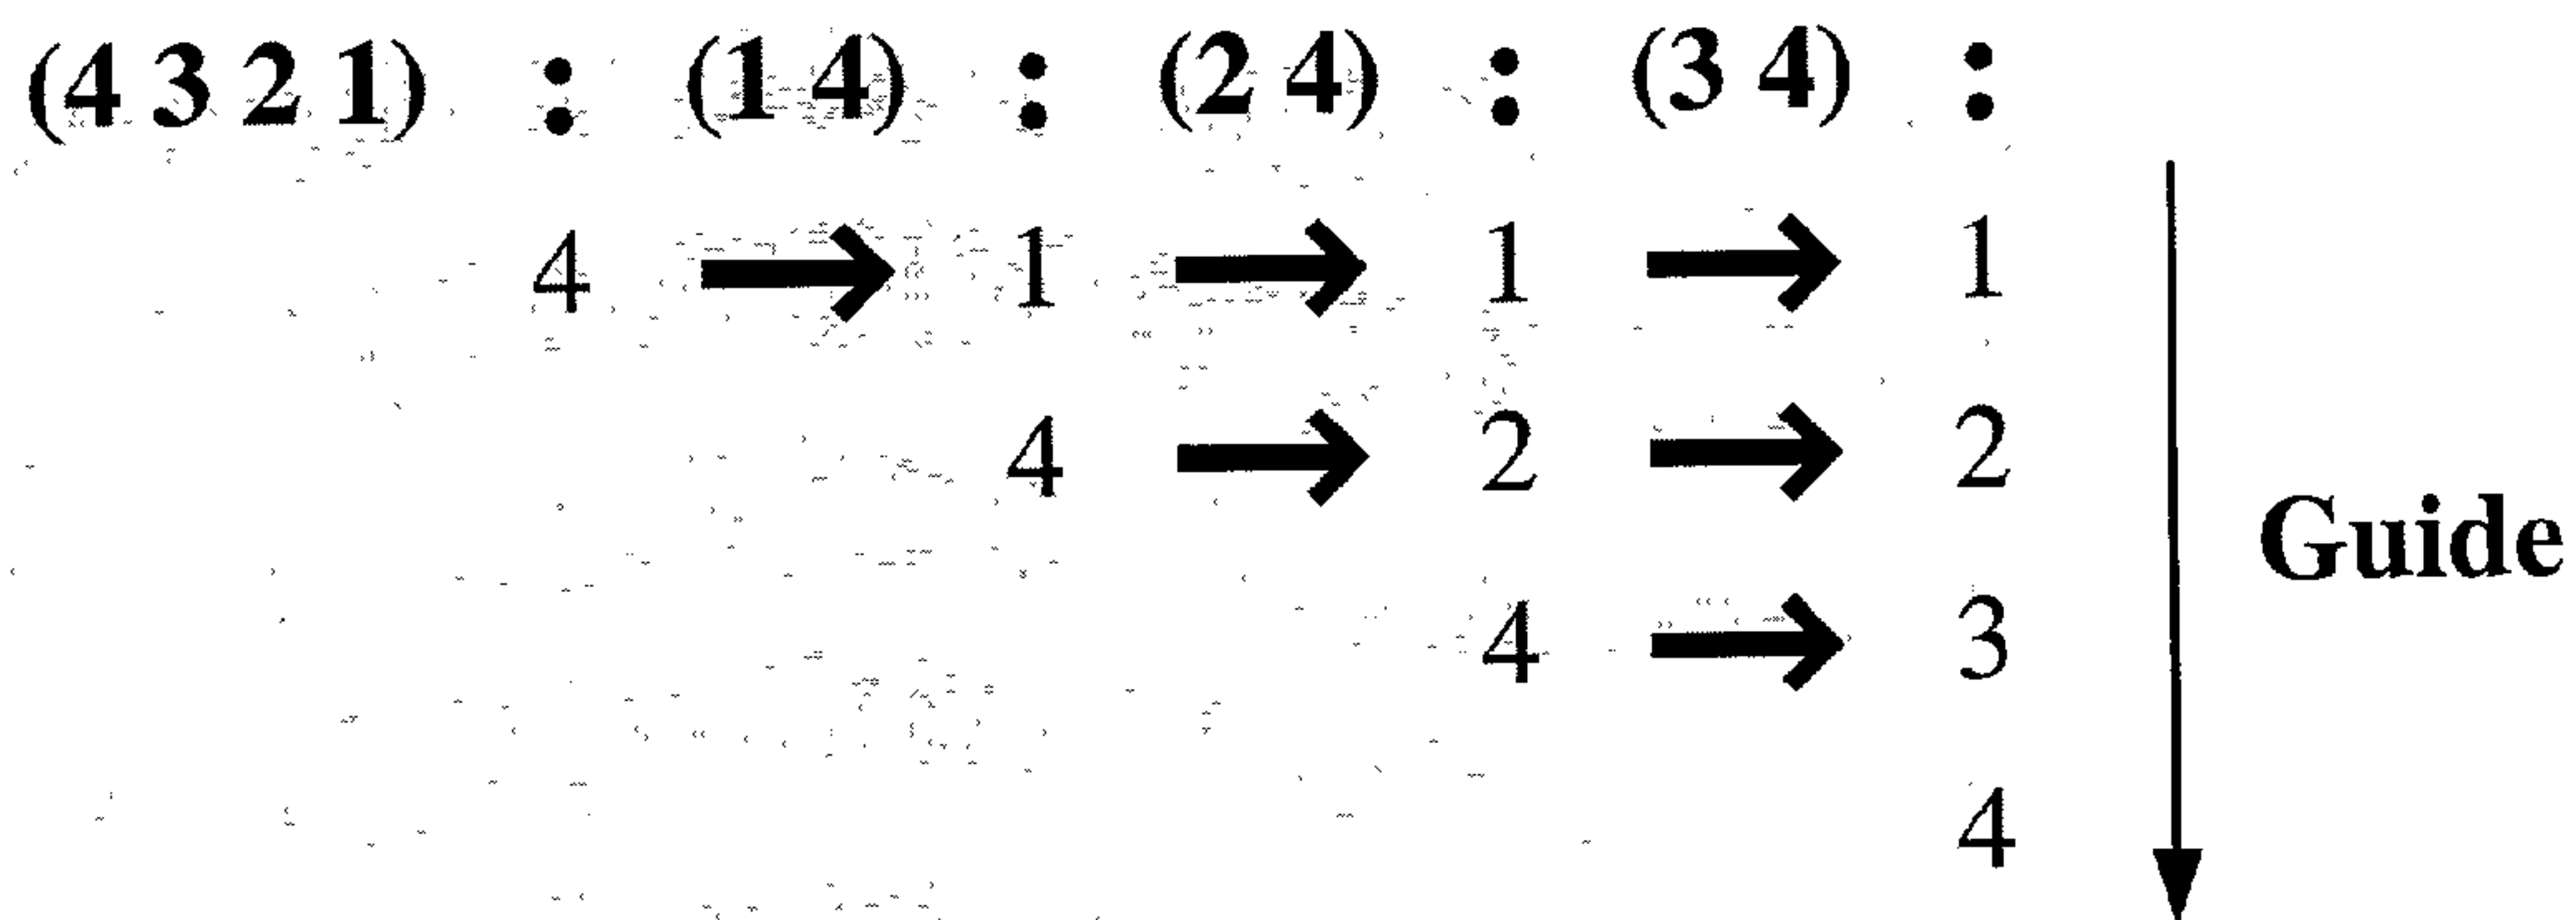 (4 3 2 1) : (1 4) : (2 4) : (3 4) :
4 → 1 → 1 → 1
4 → 2 → 2
Guide
4 → 3
4